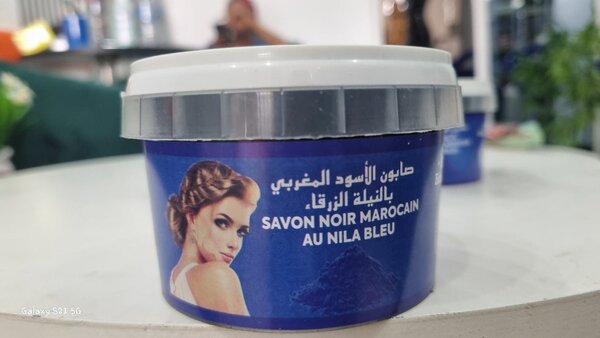 صابون الأسود المغربي
بالنيلة الزرقاء
SAVON NOIR MAROCAIN
AU NILA BLEU
Galaxy S21 5G